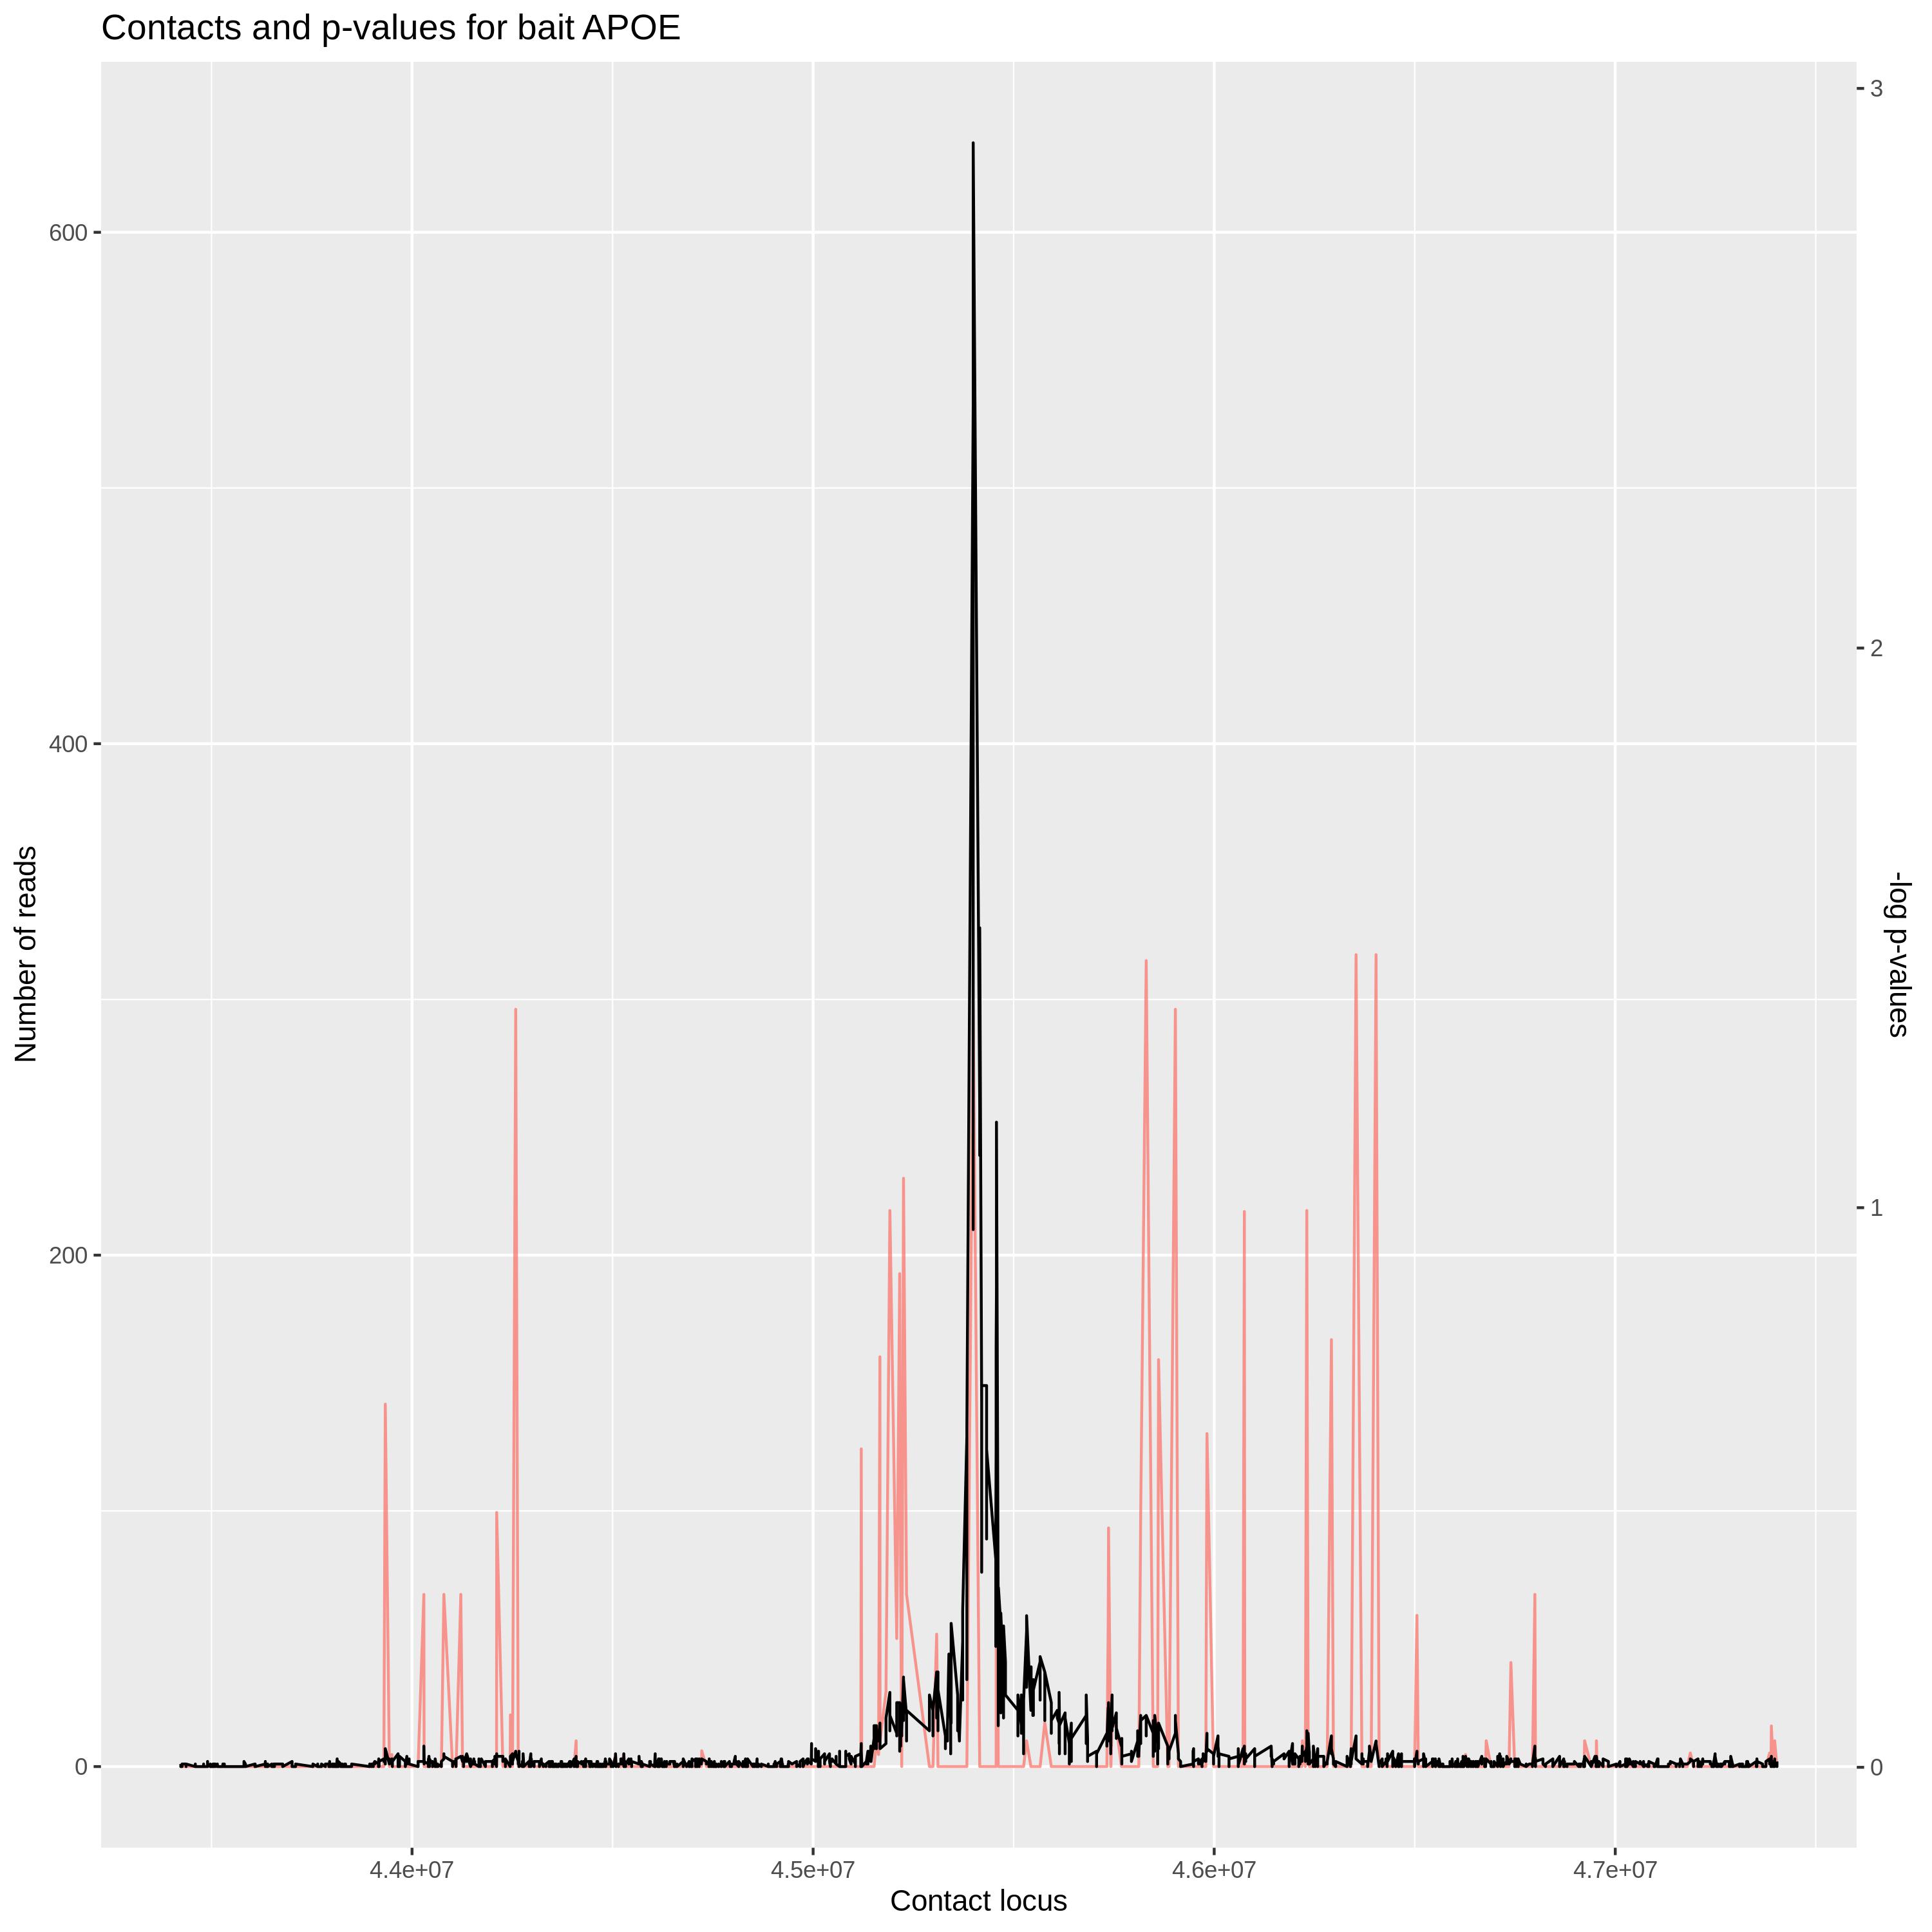 Contacts and p-values for bait APOE
600
400
200
0
Number of reads
3
2
1
0
-log p-values
4.4e+07
4.5e+07
4.6e+07
4.7e+07
Contact locus